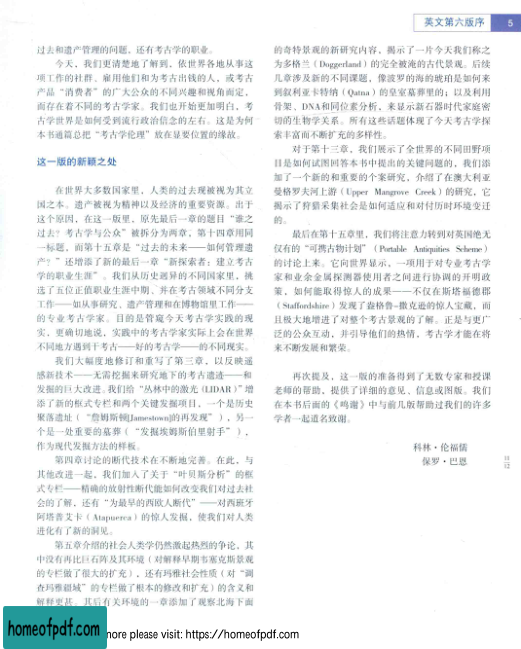 英文第六版序 5
过去和遗产管理的问题，还有考古学的职业。
今天，我们更清楚地了解到，依世界各地从事这
项工作的社群、雇用他们和为考古出钱的人，或考古
产品“消费者”的广大公众的不同兴趣和视角而定，
而存在着不同的考古学家。我们也开始更加明白，考
古学世界是如何受到流行政治信念的左右。这是为何
本书通篇总把“考古学伦理”放在显要位置的缘故。
这一版的新颖之处
在世界大多数国家里，人类的过去现被视为其立
国之本。遗产被视为精神以及经济的重要资源。出于
这个原因，在这一版里，原先最后一章的题目“谁之
过去？考古学与公众”被拆分为两章，第十四章用同
一标题，而第十五章是“过去的未来——如何管理遗
产？”还增添了新的最后一章“新探索者：建立考古
学的职业生涯”。我们从历史迥异的不同国家里，挑
选了五位正值职业生涯中期、并在考古领域不同分支
工作——如从事研究、遗产管理和在博物馆里工作——
的专业考古学家。目的是管窥今天考古学实践的现
实，更确切地说，实践中的考古学家实际上会在世界
不同地方遇到于考古——好的考古学——的不同现实。
我们大幅度地修订和重写了第三章，以反映遥
感新技术——无需挖掘来研究地下的考古遗迹——和
发掘的巨大改进。我们给“丛林中的激光（LIDAR）”增
添了新的框式专栏和两个关键发掘项目，一个是历史
聚落遗址（“詹姆斯顿[Jamestown]的再发现”），另一
个是一处重要的墓葬（“发掘埃姆斯伯里射手”），
作为现代发掘方法的样板。
第四章讨论的断代技术在不断地完善。在此，与
其他改进一起，我们加入了关于“叶贝斯分析”的框
式专栏——精确的放射性断代能如何改变我们对过去社
会的了解，还有“为最早的西欧人断代”——对西班牙
阿塔普艾卡（Atapuerca）的惊人发掘，使我们对人类
进化有了新的洞见。
第五章介绍的社会人类学仍然激起热烈的争论，其
中没有再比巨石阵及其环境（对解释早期韦塞克斯景观
的专栏做了很大的扩充），还有玛雅社会性质（对“调
查玛雅疆域”的专栏做了根本的修改和扩充）的含义和
解释更甚。其后有关环境的一章添加了观察北海下面
的奇特景观的新研究内容，揭示了一片今天我们称之
为多格兰（Doggerland）的完全被淹的古代景观。后续
几章涉及新的不同课题，像波罗的海的琥珀是如何来
到叙利亚卡特纳（Qatna）的皇室墓葬里的；以及利用
骨架、DNA和同位素分析，来显示新石器时代家庭密
切的生物学关系。所有这些话题体现了今天考古学探
索丰富而不断扩充的多样性。
对于第十三章，我们展示了全世界的不同田野项
目是如何试图回答本书中提出的关键问题的，我们添
加了一个新的和重要的个案研究，介绍了在澳大利亚
曼格罗夫河上游（Upper Mangrove Creek）的研究，它
揭示了狩猎采集社会是如何适应和对付历时环境变迁
的。
最后在第十五章里，我们将注意力转到对英国绝无
仅有的“可携古物计划”（Portable Antiquities Scheme）
的讨论上来。它向世界显示，一项用于对专业考古学
家和业余金属探测器使用者之间进行协调的开明政
策，如何能取得惊人的成果——不仅在斯塔福德郡
（Staffordshire）发现了盎格鲁-撒克逊的惊人宝藏，而
且极大地增进了对整个考古景观的了解。正是与更广
泛的公众互动，并引导他们的热情，考古学才能在将
来不断发展和繁荣。
再次提及，这一版的准备得到了无数专家和授课
老师的帮助，提供了详细的意见、信息或图版。我们
在本书后面的《鸣谢》中与前几版帮助过我们的许多
学者一起道名致谢。
科林·伦福儒
保罗·巴恩
homeofpdf.com
more please visit: https://homeofpdf.com